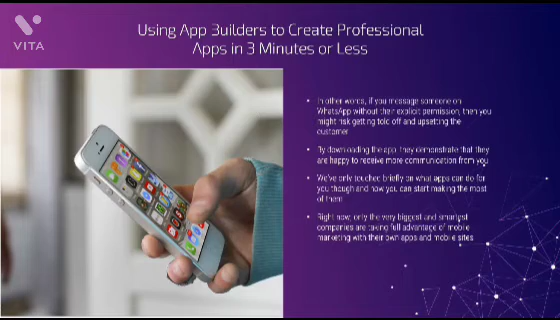 VITA
Using App Builders to Create Professional
Apps in 3 Minutes or Less
• In other words, if you message someone on
WhatsApp without their explicit permission, then you
might risk getting told off and upsetting the
customer
• By downloading the app, they demonstrate that they
are happy to receive more communication from you
• We've only touched briefly on what apps can do for
you though and how you can start making the most
of them
• Right now, only the very biggest and smartest
companies are taking full advantage of mobile
marketing with their own apps and mobile sites